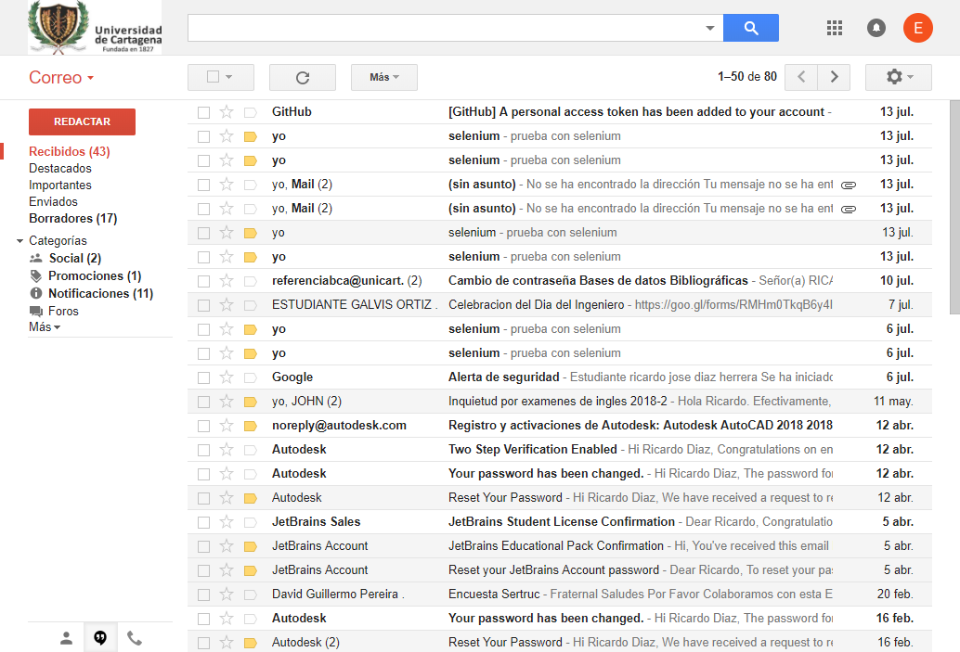 Universidad
de Cartagena
Fundada en 1827
E
Correo
Más
1–50 de 80
REDACTAR
Recibidos (43)
Destacados
Importantes
Enviados
Borradores (17)
Categorías
Social (2)
Promociones (1)
Notificaciones (11)
Foros
Más
GitHub [GitHub] A personal access token has been added to your account - 13 jul.
yo selenium - prueba con selenium 13 jul.
yo selenium - prueba con selenium 13 jul.
yo, Mail (2) (sin asunto) - No se ha encontrado la dirección Tu mensaje no se ha ent 13 jul.
yo, Mail (2) (sin asunto) - No se ha encontrado la dirección Tu mensaje no se ha ent 13 jul.
yo selenium - prueba con selenium 13 jul.
yo selenium - prueba con selenium 13 jul.
referenciabca@unicart. (2) Cambio de contraseña Bases de datos Bibliográficas - Señor(a) RICA 10 jul.
ESTUDIANTE GALVIS ORTIZ . Celebracion del Dia del Ingeniero - https://goo.gl/forms/RMHm0TkqB6y4l 7 jul.
yo selenium - prueba con selenium 6 jul.
yo selenium - prueba con selenium 6 jul.
Google Alerta de seguridad - Estudiante ricardo jose diaz herrera Se ha iniciado 6 jul.
yo, JOHN (2) Inquietud por examenes de ingles 2018-2 - Hola Ricardo. Efectivamente, 11 may.
noreply@autodesk.com Registro y activaciones de Autodesk: Autodesk AutoCAD 2018 2018 12 abr.
Autodesk Two Step Verification Enabled - Hi Ricardo Diaz, Congratulations on en 12 abr.
Autodesk Your password has been changed. - Hi Ricardo Diaz, The password for 12 abr.
Autodesk Reset Your Password - Hi Ricardo Diaz, We have received a request to re 12 abr.
JetBrains Sales JetBrains Student License Confirmation - Dear Ricardo, Congratulatio 5 abr.
JetBrains Account JetBrains Educational Pack Confirmation - Hi, You've received this email 5 abr.
JetBrains Account Reset your JetBrains Account password - Dear Ricardo, To reset your pa 5 abr.
David Guillermo Pereira . Encuesta Sertruc - Fraternal Saludes Por Favor Colaboramos con esta E 20 feb.
Autodesk Your password has been changed. - Hi Ricardo Diaz, The password for 16 feb.
Autodesk (2) Reset Your Password - Hi Ricardo Diaz, We have received a request to re 16 feb.